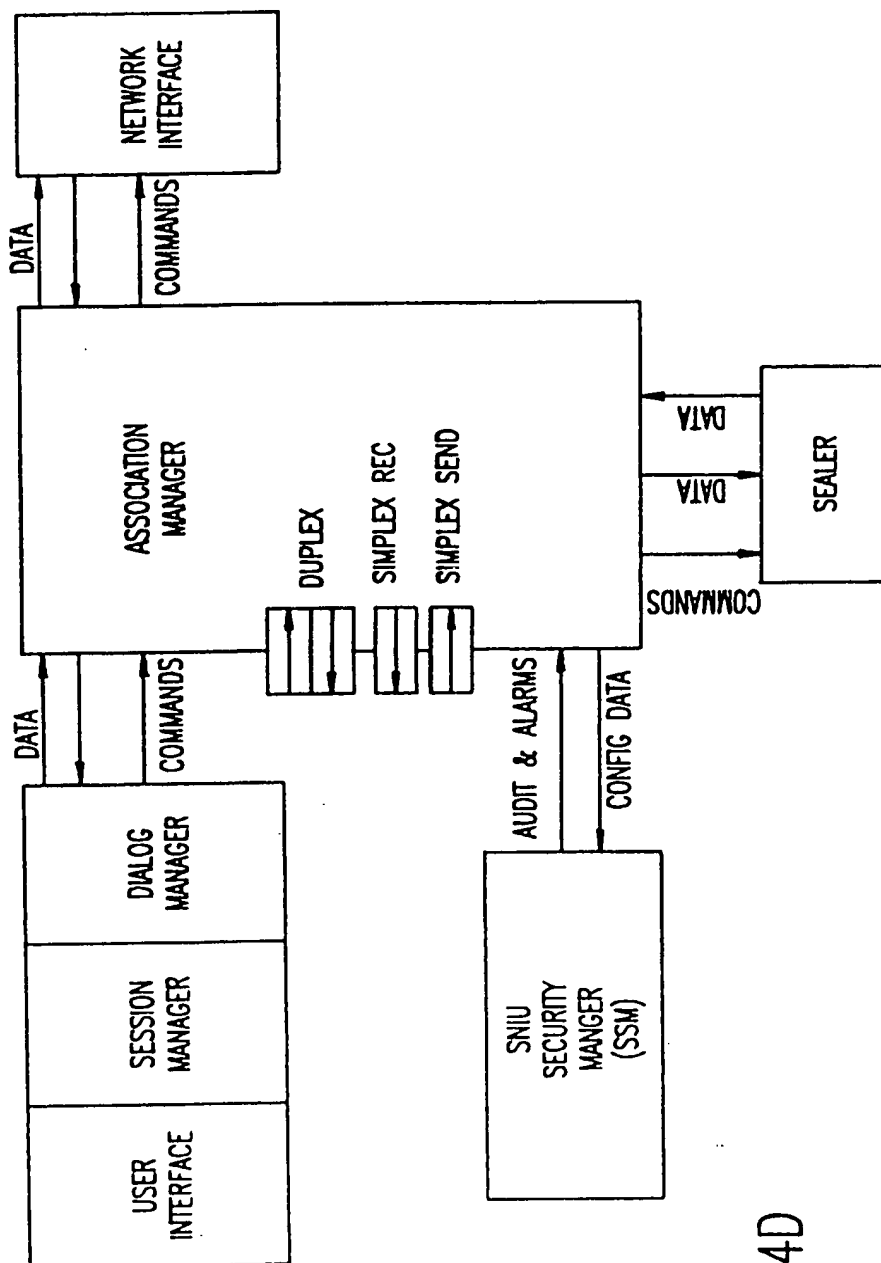 USER
INTERFACE
SESSION
MANAGER
DIALOG
MANAGER
DATA
COMMANDS
ASSOCIATION
MANAGER
DUPLEX
SIMPLEX REC
SIMPLEX SEND
DATA
COMMANDS
NETWORK
INTERFACE
SNIU
SECURITY
MANGER
(SSM)
AUDIT & ALARMS
CONFIG DATA
COMMANDS
DATA
DATA
SEALER
4D